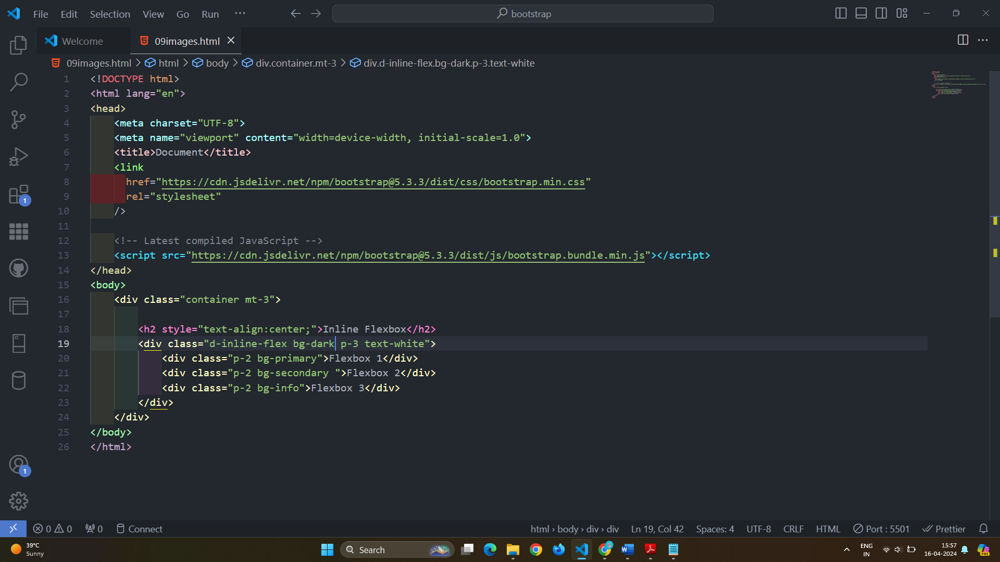 File Edit Selection View Go Run ···
bootstrap
Welcome
09images.html
09images.html > html > body > div.container.mt-3 > div.d-inline-flex.bg-dark.p-3.text-white
1 <!DOCTYPE html>
2 <html lang="en">
3 <head>
4 <meta charset="UTF-8">
5 <meta name="viewport" content="width=device-width, initial-scale=1.0">
6 <title>Document</title>
7 <link
8 href="https://cdn.jsdelivr.net/npm/bootstrap@5.3.3/dist/css/bootstrap.min.css"
9 rel="stylesheet"
10 />
11
12 <!-- Latest compiled JavaScript -->
13 <script src="https://cdn.jsdelivr.net/npm/bootstrap@5.3.3/dist/js/bootstrap.bundle.min.js"></script>
14 </head>
15 <body>
16 <div class="container mt-3">
17
18 <h2 style="text-align:center;">Inline Flexbox</h2>
19 <div class="d-inline-flex bg-dark p-3 text-white">
20 <div class="p-2 bg-primary">Flexbox 1</div>
21 <div class="p-2 bg-secondary ">Flexbox 2</div>
22 <div class="p-2 bg-info">Flexbox 3</div>
23 </div>
24 </div>
25 </body>
26 </html>
1
1
0 0 0 Connect
html › body › div › div Ln 19, Col 42 Spaces: 4 UTF-8 CRLF HTML Port : 5501 Prettier
39°C
Sunny
Search
ENG
IN
15:57
16-04-2024
PRE